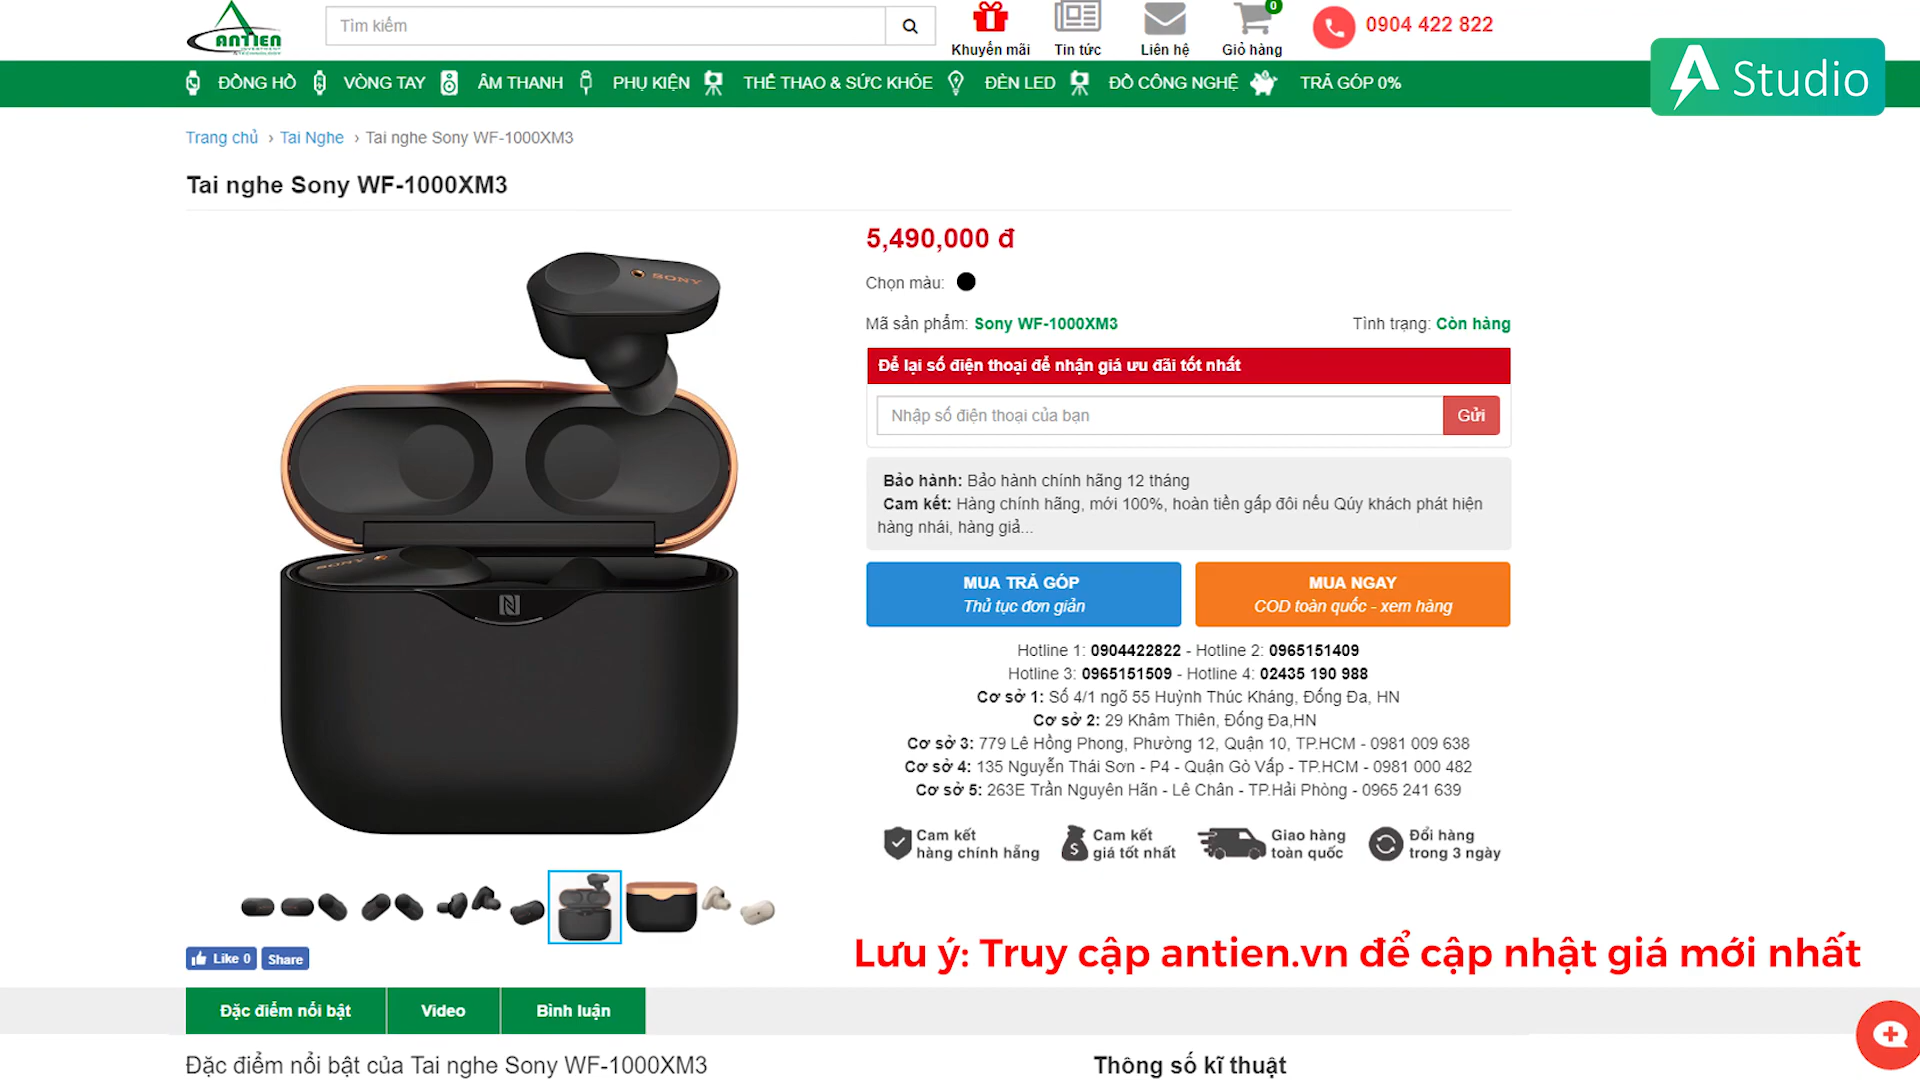 ANTIEN
Tìm kiếm
Khuyến mãi
Tin tức
Liên hệ
0
Giỏ hàng
0904 422 822
Studio
ĐỒNG HỒ
VÒNG TAY
ÂM THANH
PHỤ KIỆN
THỂ THAO & SỨC KHỎE
ĐÈN LED
ĐỒ CÔNG NGHỆ
TRẢ GÓP 0%
Trang chủ › Tai Nghe › Tai nghe Sony WF-1000XM3
Tai nghe Sony WF-1000XM3
SONY
SONY
5,490,000 đ
Chọn màu:
Mã sản phẩm: Sony WF-1000XM3
Tình trạng: Còn hàng
Để lại số điện thoại để nhận giá ưu đãi tốt nhất
Nhập số điện thoại của bạn
Gửi
Bảo hành: Bảo hành chính hãng 12 tháng
Cam kết: Hàng chính hãng, mới 100%, hoàn tiền gấp đôi nếu Qúy khách phát hiện
hàng nhái, hàng giả...
MUA TRẢ GÓP
Thủ tục đơn giản
MUA NGAY
COD toàn quốc - xem hàng
Hotline 1: 0904422822 - Hotline 2: 0965151409
Hotline 3: 0965151509 - Hotline 4: 02435 190 988
Cơ sở 1: Số 4/1 ngõ 55 Huỳnh Thúc Kháng, Đống Đa, HN
Cơ sở 2: 29 Khâm Thiên, Đống Đa,HN
Cơ sở 3: 779 Lê Hồng Phong, Phường 12, Quận 10, TP.HCM - 0981 009 638
Cơ sở 4: 135 Nguyễn Thái Sơn - P4 - Quận Gò Vấp - TP.HCM - 0981 000 482
Cơ sở 5: 263E Trần Nguyên Hãn - Lê Chân - TP.Hải Phòng - 0965 241 639
Cam kết
hàng chính hãng
Cam kết
giá tốt nhất
Giao hàng
toàn quốc
Đổi hàng
trong 3 ngày
Lưu ý: Truy cập antien.vn để cập nhật giá mới nhất
Like 0
Share
Đặc điểm nổi bật
Video
Bình luận
Đặc điểm nổi bật của Tai nghe Sony WF-1000XM3
Thông số kĩ thuật